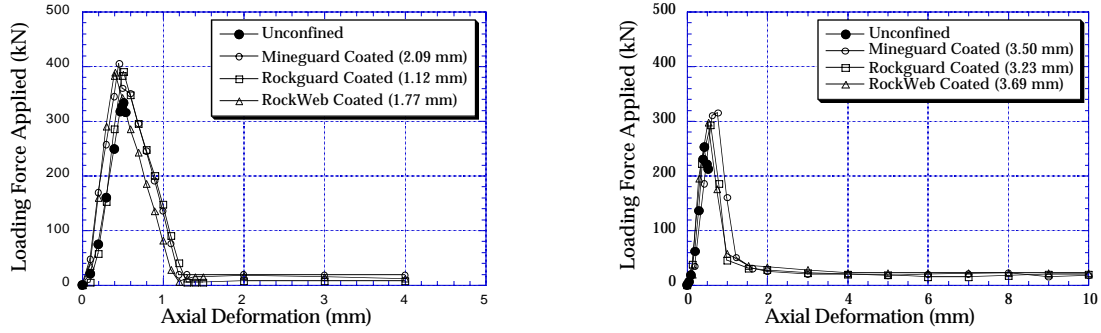 500
400
300
200
100
0
Loading Force Applied (kN)
Unconfined
Mineguard Coated (2.09 mm)
Rockguard Coated (1.12 mm)
RockWeb Coated (1.77 mm)
0 1 2 3 4 5
Axial Deformation (mm)
500
400
300
200
100
0
Loading Force Applied (kN)
Unconfined
Mineguard Coated (3.50 mm)
Rockguard Coated (3.23 mm)
RockWeb Coated (3.69 mm)
0 2 4 6 8 10
Axial Deformation (mm)